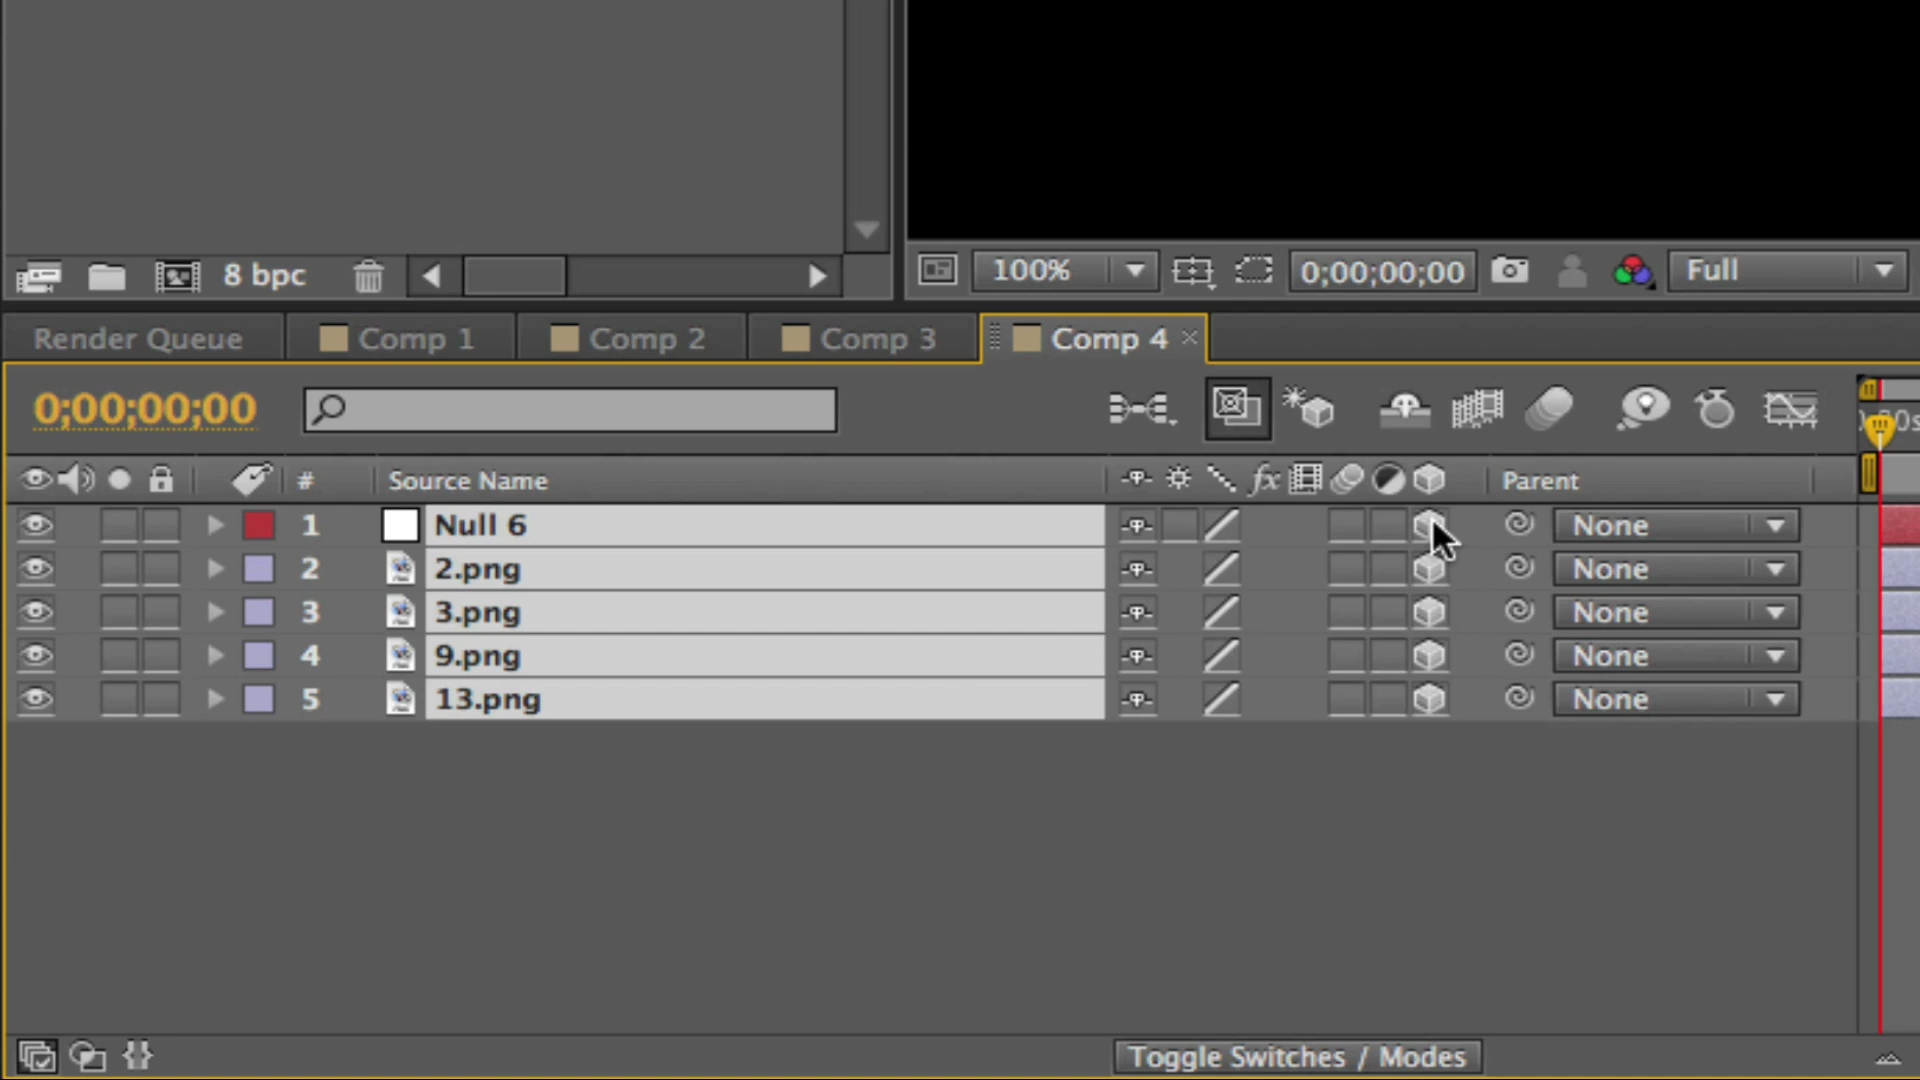 8 bpc
100% 0;00;00;00 Full
Render Queue Comp 1 Comp 2 Comp 3 Comp 4
0;00;00;00
# Source Name fx Parent
1 Null 6 None
2 2.png None
3 3.png None
4 9.png None
5 13.png None
Toggle Switches / Modes